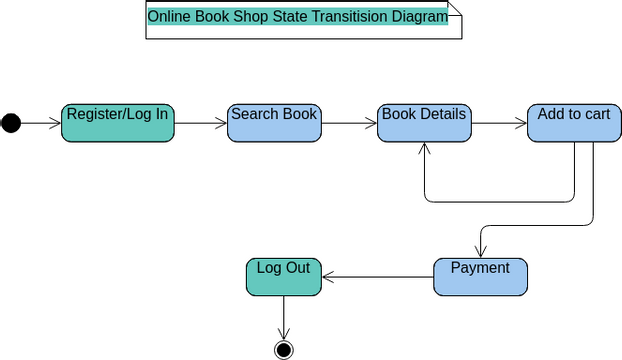 Online Book Shop State Transitision Diagram
Register/Log In
Search Book
Book Details
Add to cart
Log Out
Payment